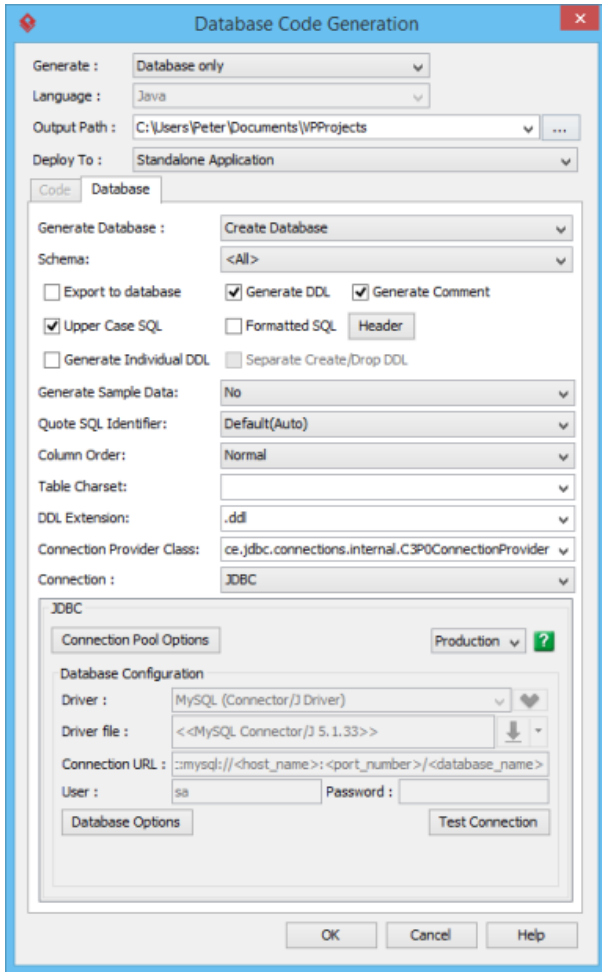 Database Code Generation
Generate : Database only
Language : Java
Output Path : C:\Users\Peter\Documents\VPProjects ...
Deploy To : Standalone Application
Code Database
Generate Database : Create Database
Schema: <All>
Export to database Generate DDL Generate Comment
Upper Case SQL Formatted SQL Header
Generate Individual DDL Separate Create/Drop DDL
Generate Sample Data: No
Quote SQL Identifier: Default(Auto)
Column Order: Normal
Table Charset:
DDL Extension: .ddl
Connection Provider Class: ce.jdbc.connections.internal.C3P0ConnectionProvider
Connection : JDBC
JDBC
Connection Pool Options Production ?
Database Configuration
Driver : MySQL (Connector/J Driver)
Driver file : <<MySQL Connector/J 5.1.33>>
Connection URL : ::mysql://<host_name>:<port_number>/<database_name>
User : sa Password :
Database Options Test Connection
OK Cancel Help